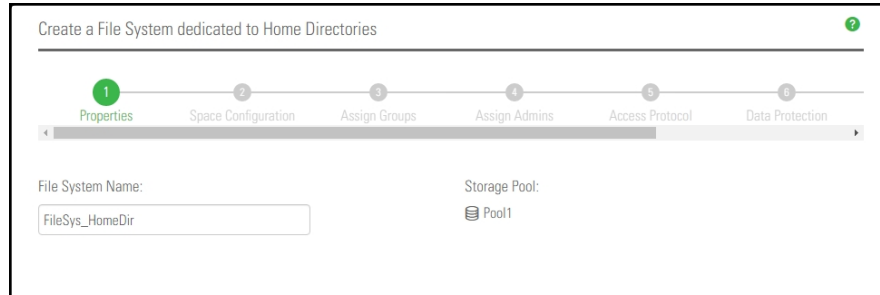 Create a File System dedicated to Home Directories
?
1 2 3 4 5 6
Properties Space Configuration Assign Groups Assign Admins Access Protocol Data Protection
File System Name: Storage Pool:
FileSys_HomeDir Pool1